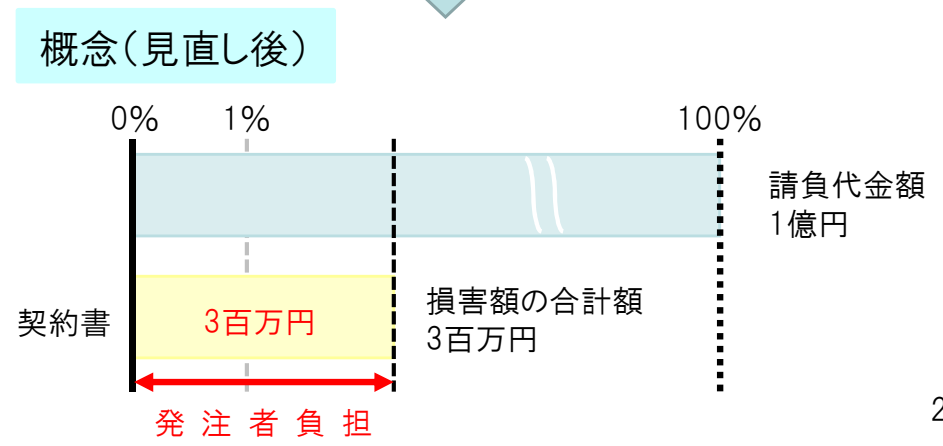 概念(見直し後)
0% 1% 100%
請負代金額
1億円
契約書
3百万円
損害額の合計額
3百万円
発注者負担
2